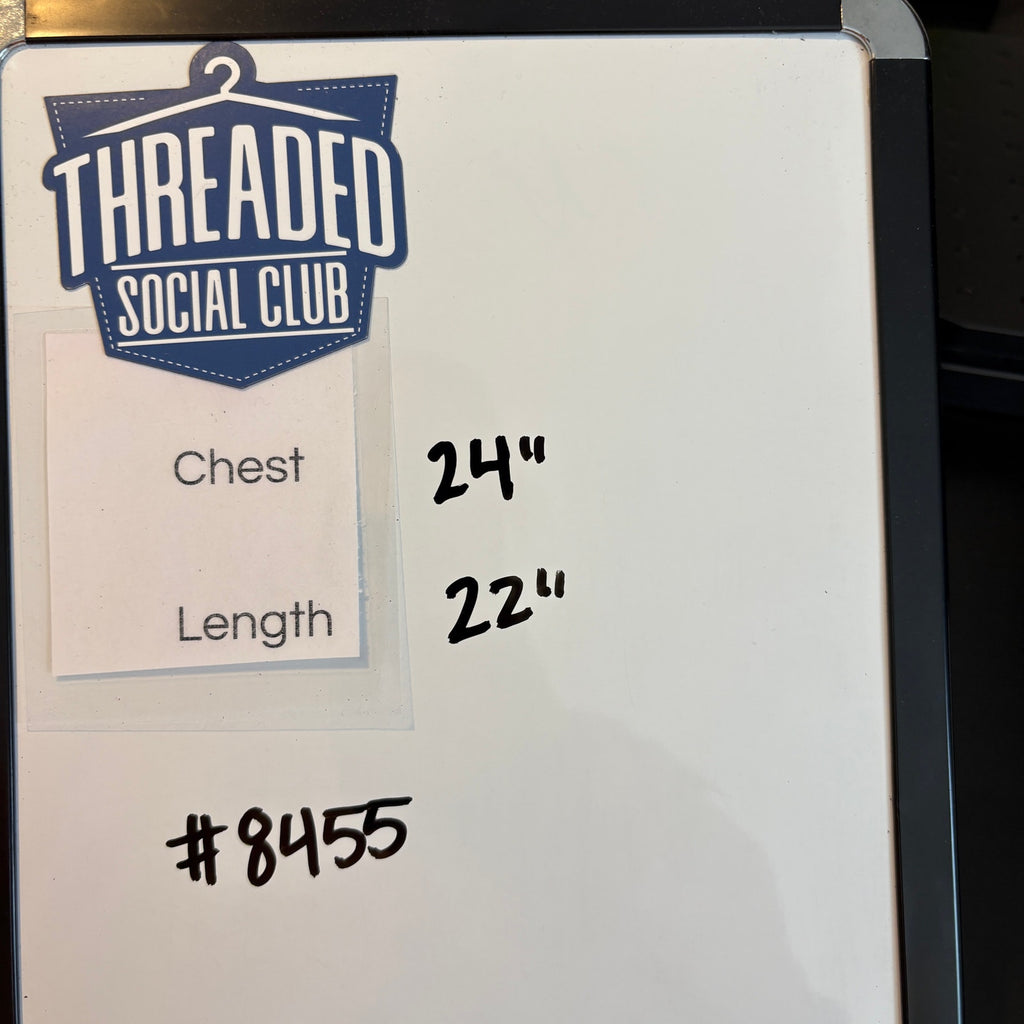 THREADED
SOCIAL CLUB
Chest 24"
Length 22"
#8455